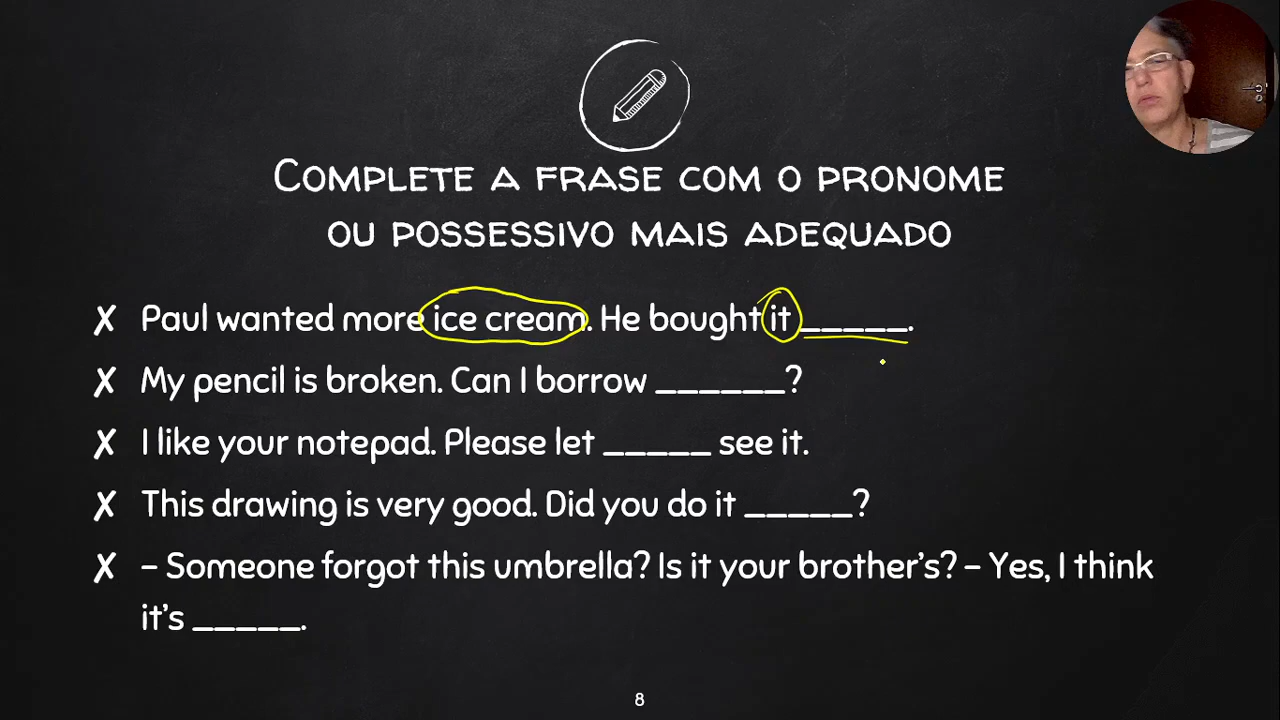 COMPLETE A FRASE COM O PRONOME
OU POSSESSIVO MAIS ADEQUADO
✗ Paul wanted more ice cream. He bought it _____.
✗ My pencil is broken. Can I borrow ______?
✗ I like your notepad. Please let _____ see it.
✗ This drawing is very good. Did you do it _____?
✗ – Someone forgot this umbrella? Is it your brother’s? – Yes, I think
it’s _____.
8